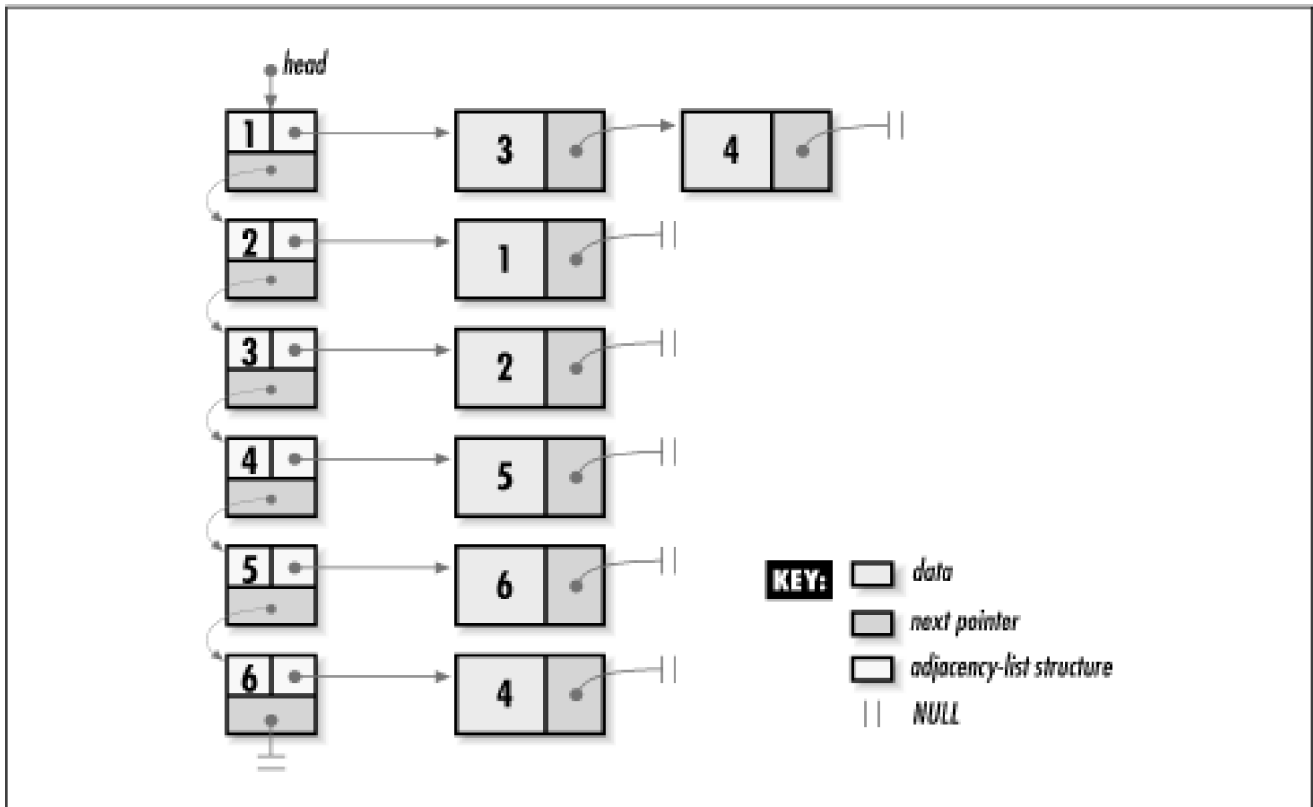 head
1 3 4
2 1
3 2
4 5
5 6
6 4
KEY: data
next pointer
adjacency-list structure
NULL